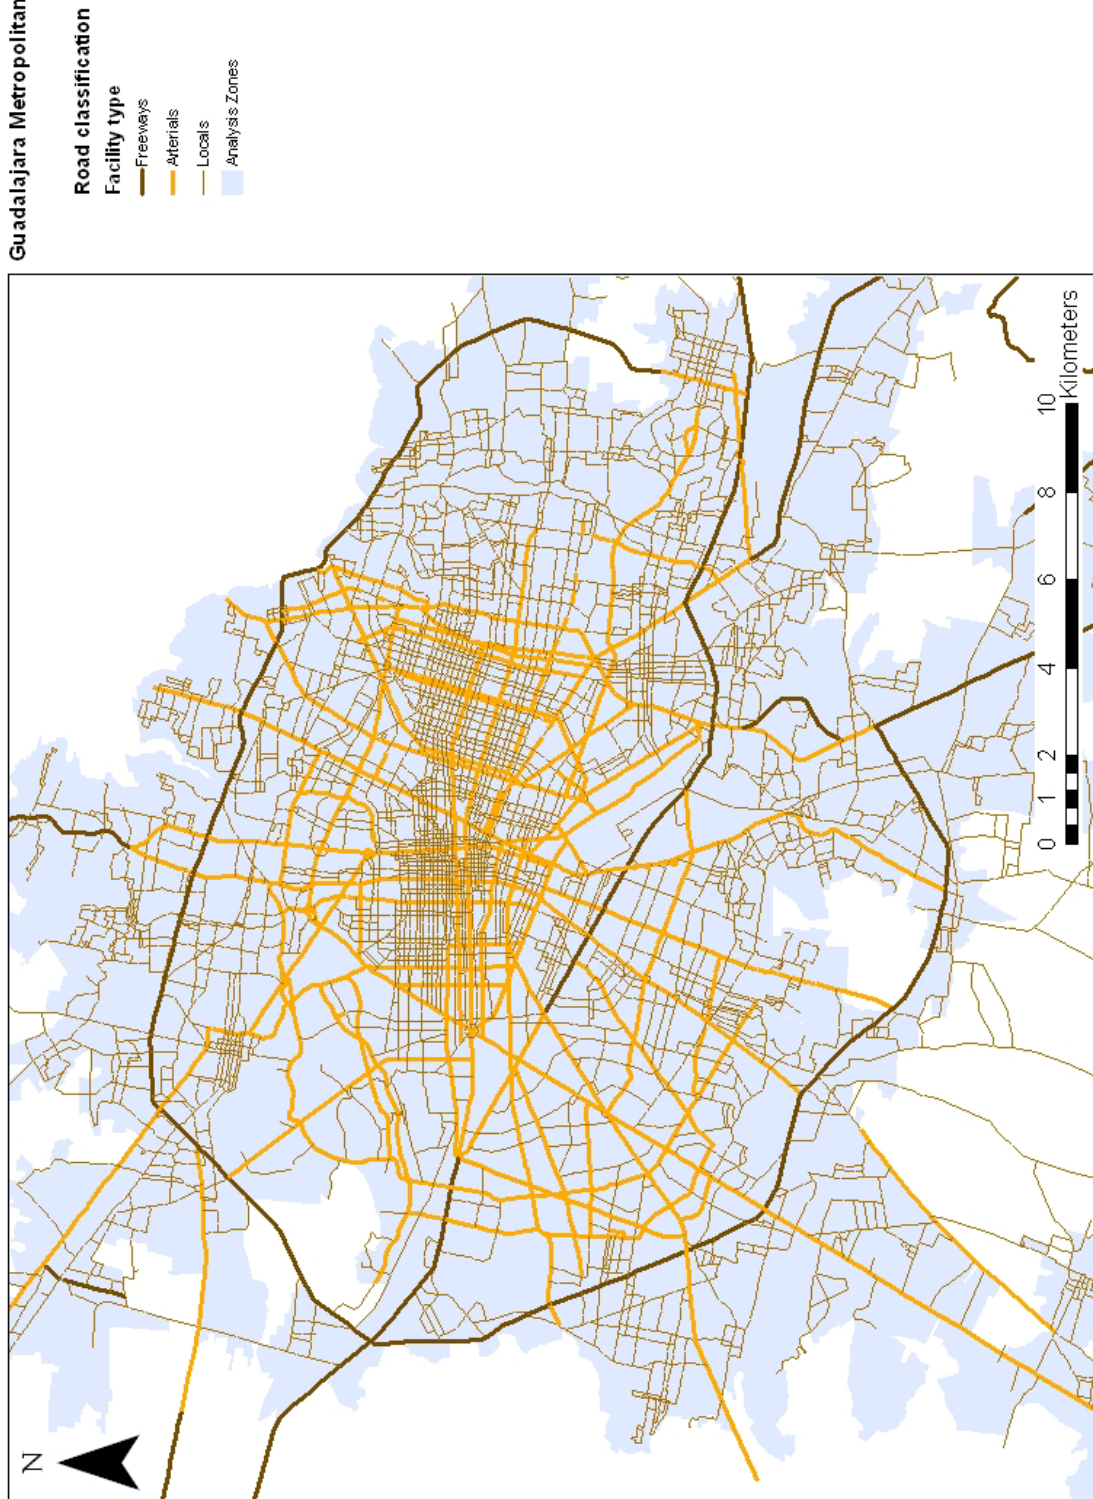 Guadalajara Metropolitan
Road classification
Facility type
Freeways
Arterials
Locals
Analysis Zones
N
0 1 2 4 6 8 10
Kilometers